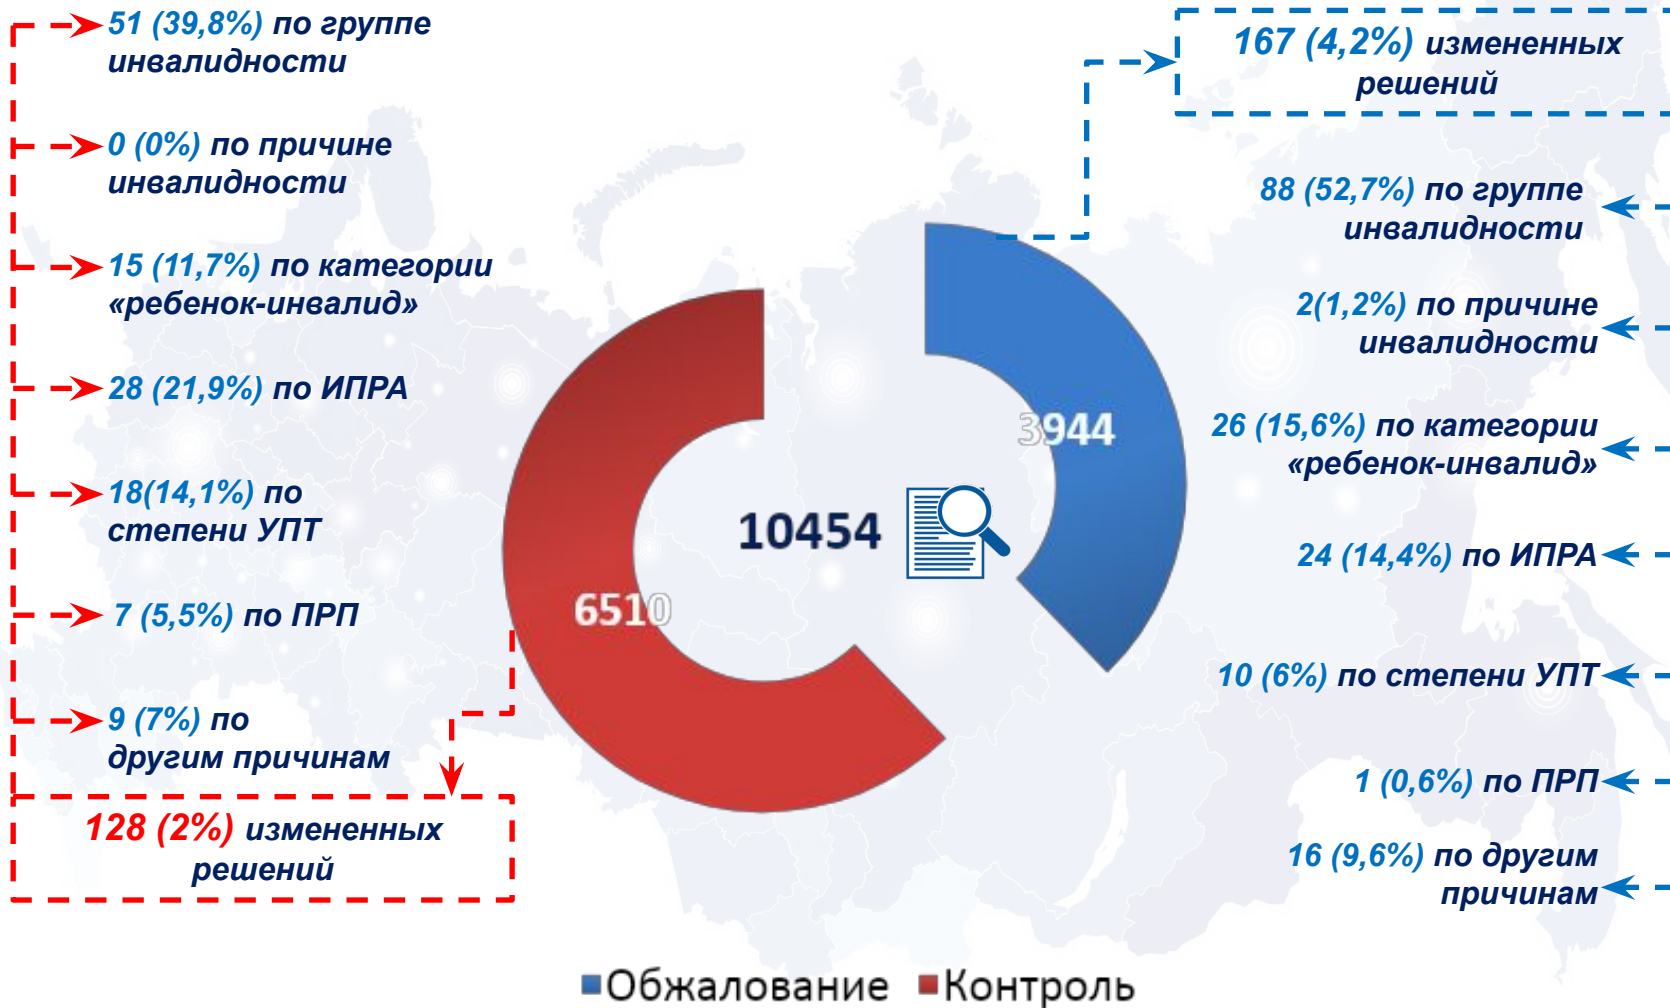 51 (39,8%) по группе
инвалидности
0 (0%) по причине
инвалидности
15 (11,7%) по категории
«ребенок-инвалид»
28 (21,9%) по ИПРА
18(14,1%) по
степени УПТ
7 (5,5%) по ПРП
9 (7%) по
другим причинам
128 (2%) измененных
решений
6510
10454
3944
167 (4,2%) измененных
решений
88 (52,7%) по группе
инвалидности
2(1,2%) по причине
инвалидности
26 (15,6%) по категории
«ребенок-инвалид»
24 (14,4%) по ИПРА
10 (6%) по степени УПТ
1 (0,6%) по ПРП
16 (9,6%) по другим
причинам
Обжалование Контроль